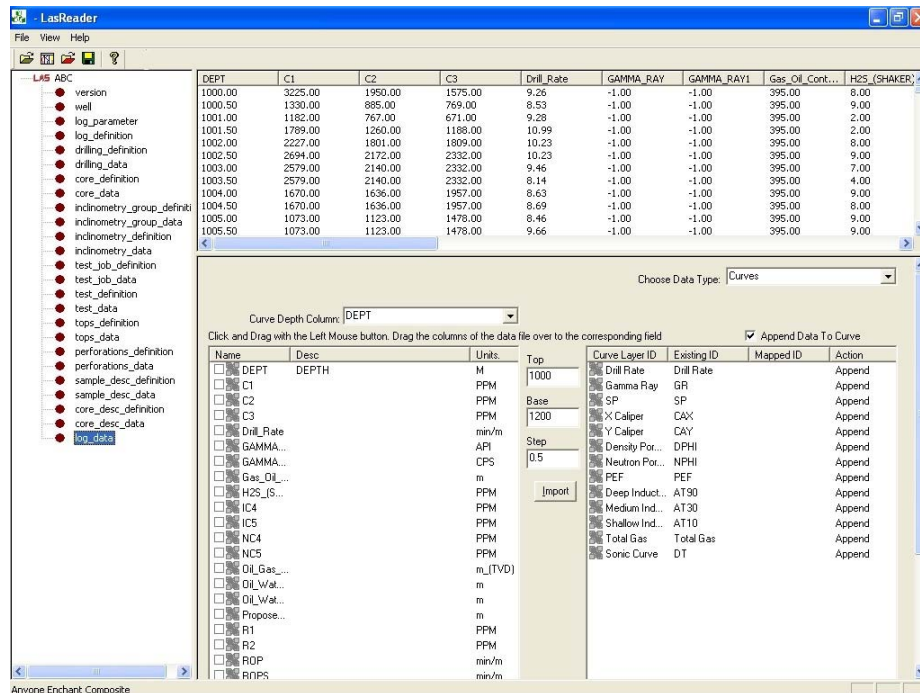 - LasReader
File View Help
LAS ABC
version
well
log_parameter
log_definition
drilling_definition
drilling_data
core_definition
core_data
inclinometry_group_definiti
inclinometry_group_data
inclinometry_definition
inclinometry_data
test_job_definition
test_job_data
test_definition
test_data
tops_definition
tops_data
perforations_definition
perforations_data
sample_desc_definition
sample_desc_data
core_desc_definition
core_desc_data
log_data
DEPT C1 C2 C3 Drill_Rate GAMMA_RAY GAMMA_RAY1 Gas_Oil_Cont... H2S_(SHAKER)
1000.00 3225.00 1950.00 1575.00 9.26 -1.00 -1.00 395.00 8.00
1000.50 1330.00 885.00 769.00 8.53 -1.00 -1.00 395.00 9.00
1001.00 1182.00 767.00 671.00 9.28 -1.00 -1.00 395.00 2.00
1001.50 1789.00 1260.00 1188.00 10.99 -1.00 -1.00 395.00 2.00
1002.00 2227.00 1801.00 1809.00 10.23 -1.00 -1.00 395.00 8.00
1002.50 2694.00 2172.00 2332.00 10.23 -1.00 -1.00 395.00 9.00
1003.00 2579.00 2140.00 2332.00 9.46 -1.00 -1.00 395.00 7.00
1003.50 2579.00 2140.00 2332.00 8.14 -1.00 -1.00 395.00 4.00
1004.00 1670.00 1636.00 1957.00 8.63 -1.00 -1.00 395.00 9.00
1004.50 1670.00 1636.00 1957.00 8.69 -1.00 -1.00 395.00 8.00
1005.00 1073.00 1123.00 1478.00 8.46 -1.00 -1.00 395.00 9.00
1005.50 1073.00 1123.00 1478.00 9.66 -1.00 -1.00 395.00 9.00
Choose Data Type: Curves
Curve Depth Column: DEPT
Click and Drag with the Left Mouse button. Drag the columns of the data file over to the corresponding field
Append Data To Curve
Name Desc Units.
DEPT DEPTH M
C1 PPM
C2 PPM
C3 PPM
Drill_Rate min/m
GAMMA... API
GAMMA... CPS
Gas_Oil_... m
H2S_(S... PPM
IC4 PPM
IC5 PPM
NC4 PPM
NC5 PPM
Oil_Gas_... m_(TVD)
Oil_Wat... m
Oil_Wat... m
Propose... m
R1 PPM
R2 PPM
ROP min/m
ROPS min/m
Top
1000
Base
1200
Step
0.5
Import
Curve Layer ID Existing ID Mapped ID Action
Drill Rate Drill Rate Append
Gamma Ray GR Append
SP SP Append
X Caliper CAX Append
Y Caliper CAY Append
Density Por... DPHI Append
Neutron Por... NPHI Append
PEF PEF Append
Deep Induct... AT90 Append
Medium Ind... AT30 Append
Shallow Ind... AT10 Append
Total Gas Total Gas Append
Sonic Curve DT Append
Anyone Enchant Composite